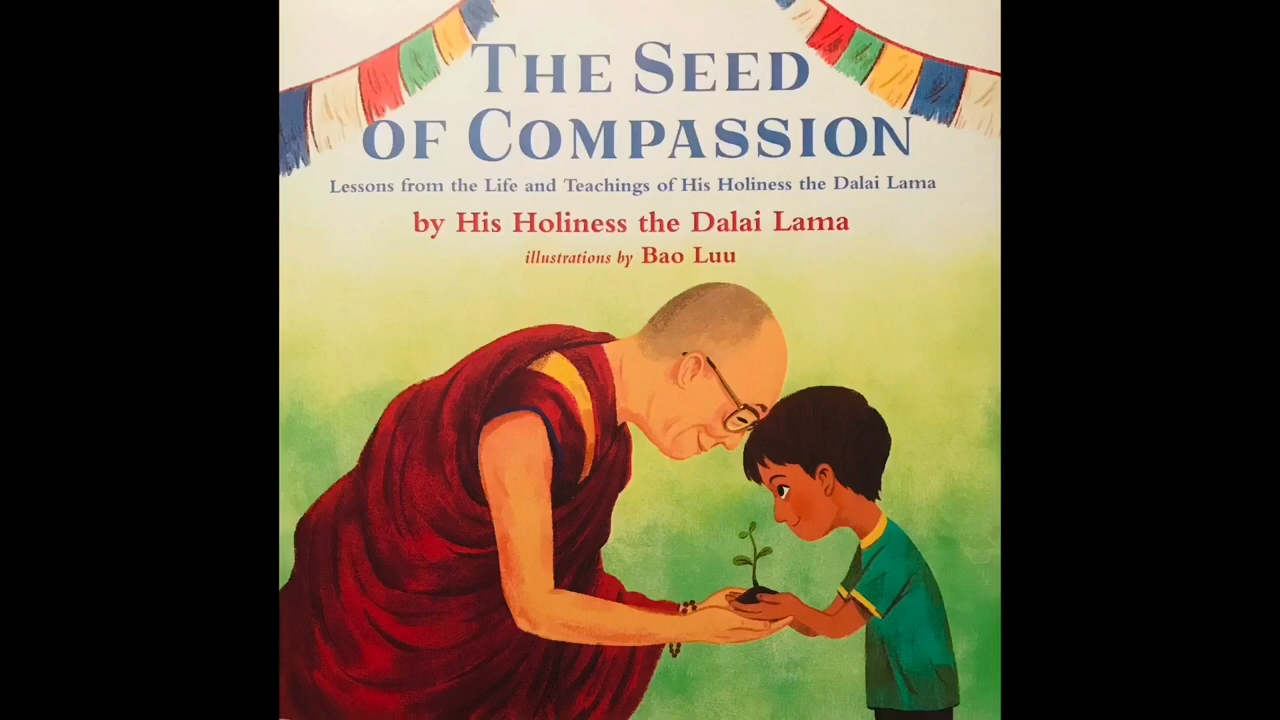 THE SEED
OF COMPASSION
Lessons from the Life and Teachings of His Holiness the Dalai Lama
by His Holiness the Dalai Lama
illustrations by Bao Luu